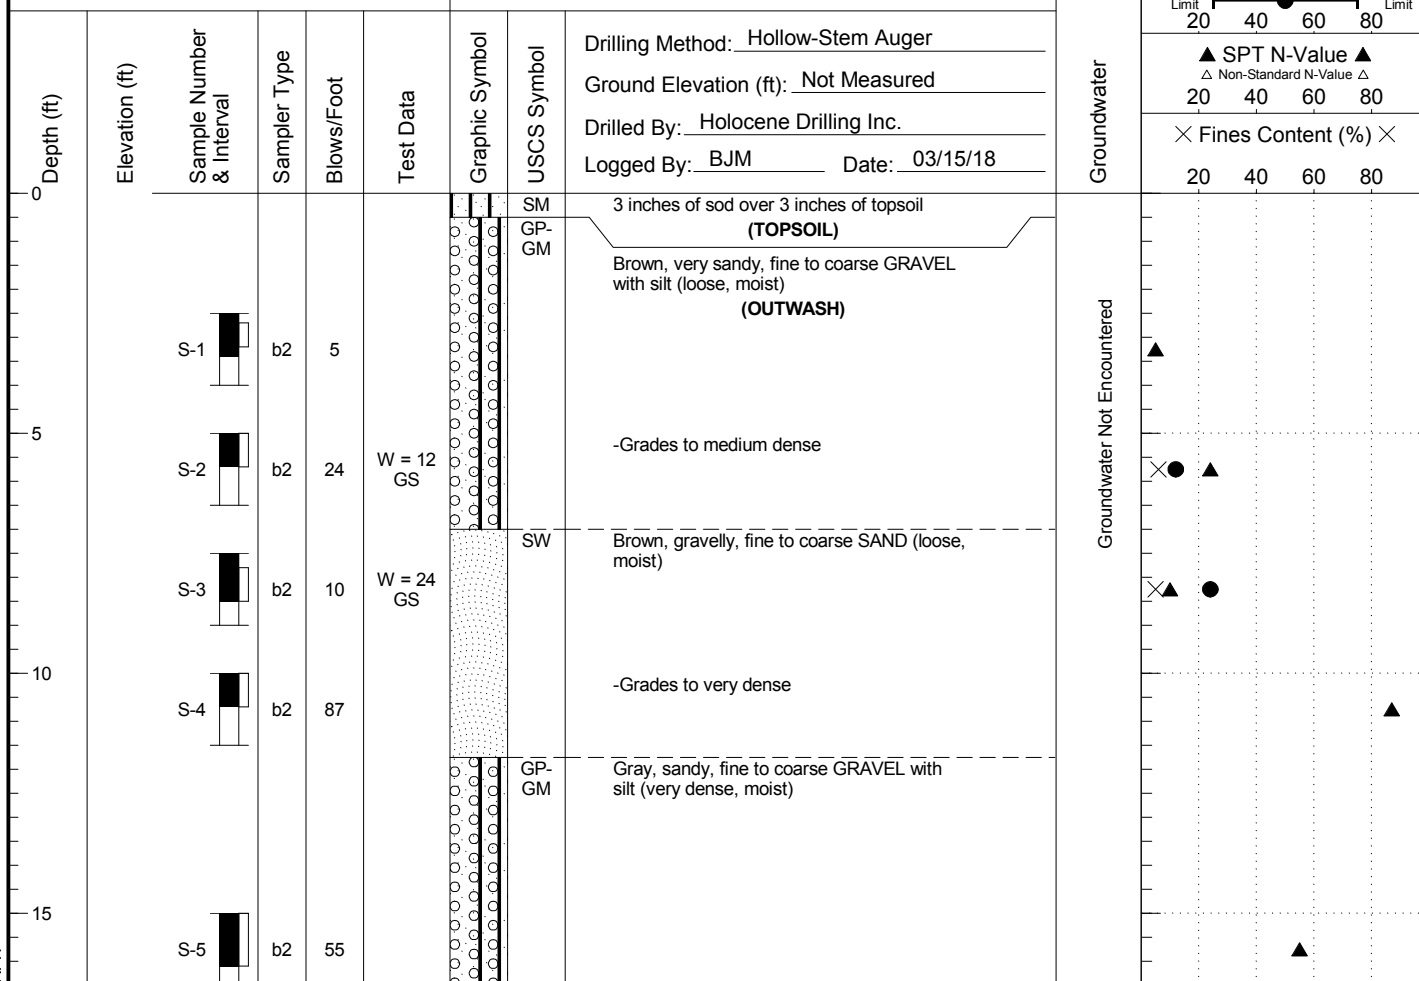 Limit Limit
20 40 60 80
Drilling Method: Hollow-Stem Auger
▲ SPT N-Value ▲
△ Non-Standard N-Value △
Ground Elevation (ft): Not Measured
20 40 60 80
Drilled By: Holocene Drilling Inc.
× Fines Content (%) ×
Logged By: BJM Date: 03/15/18
20 40 60 80
Depth (ft)
Elevation (ft)
Sample Number
& Interval
Sampler Type
Blows/Foot
Test Data
Graphic Symbol
USCS Symbol
Groundwater
0
SM
3 inches of sod over 3 inches of topsoil
(TOPSOIL)
GP-
GM
Brown, very sandy, fine to coarse GRAVEL
with silt (loose, moist)
(OUTWASH)
Groundwater Not Encountered
S-1 b2 5
5
-Grades to medium dense
S-2 b2 24
W = 12
GS
SW
Brown, gravelly, fine to coarse SAND (loose,
moist)
S-3 b2 10
W = 24
GS
10
-Grades to very dense
S-4 b2 87
GP-
GM
Gray, sandy, fine to coarse GRAVEL with
silt (very dense, moist)
15
S-5 b2 55